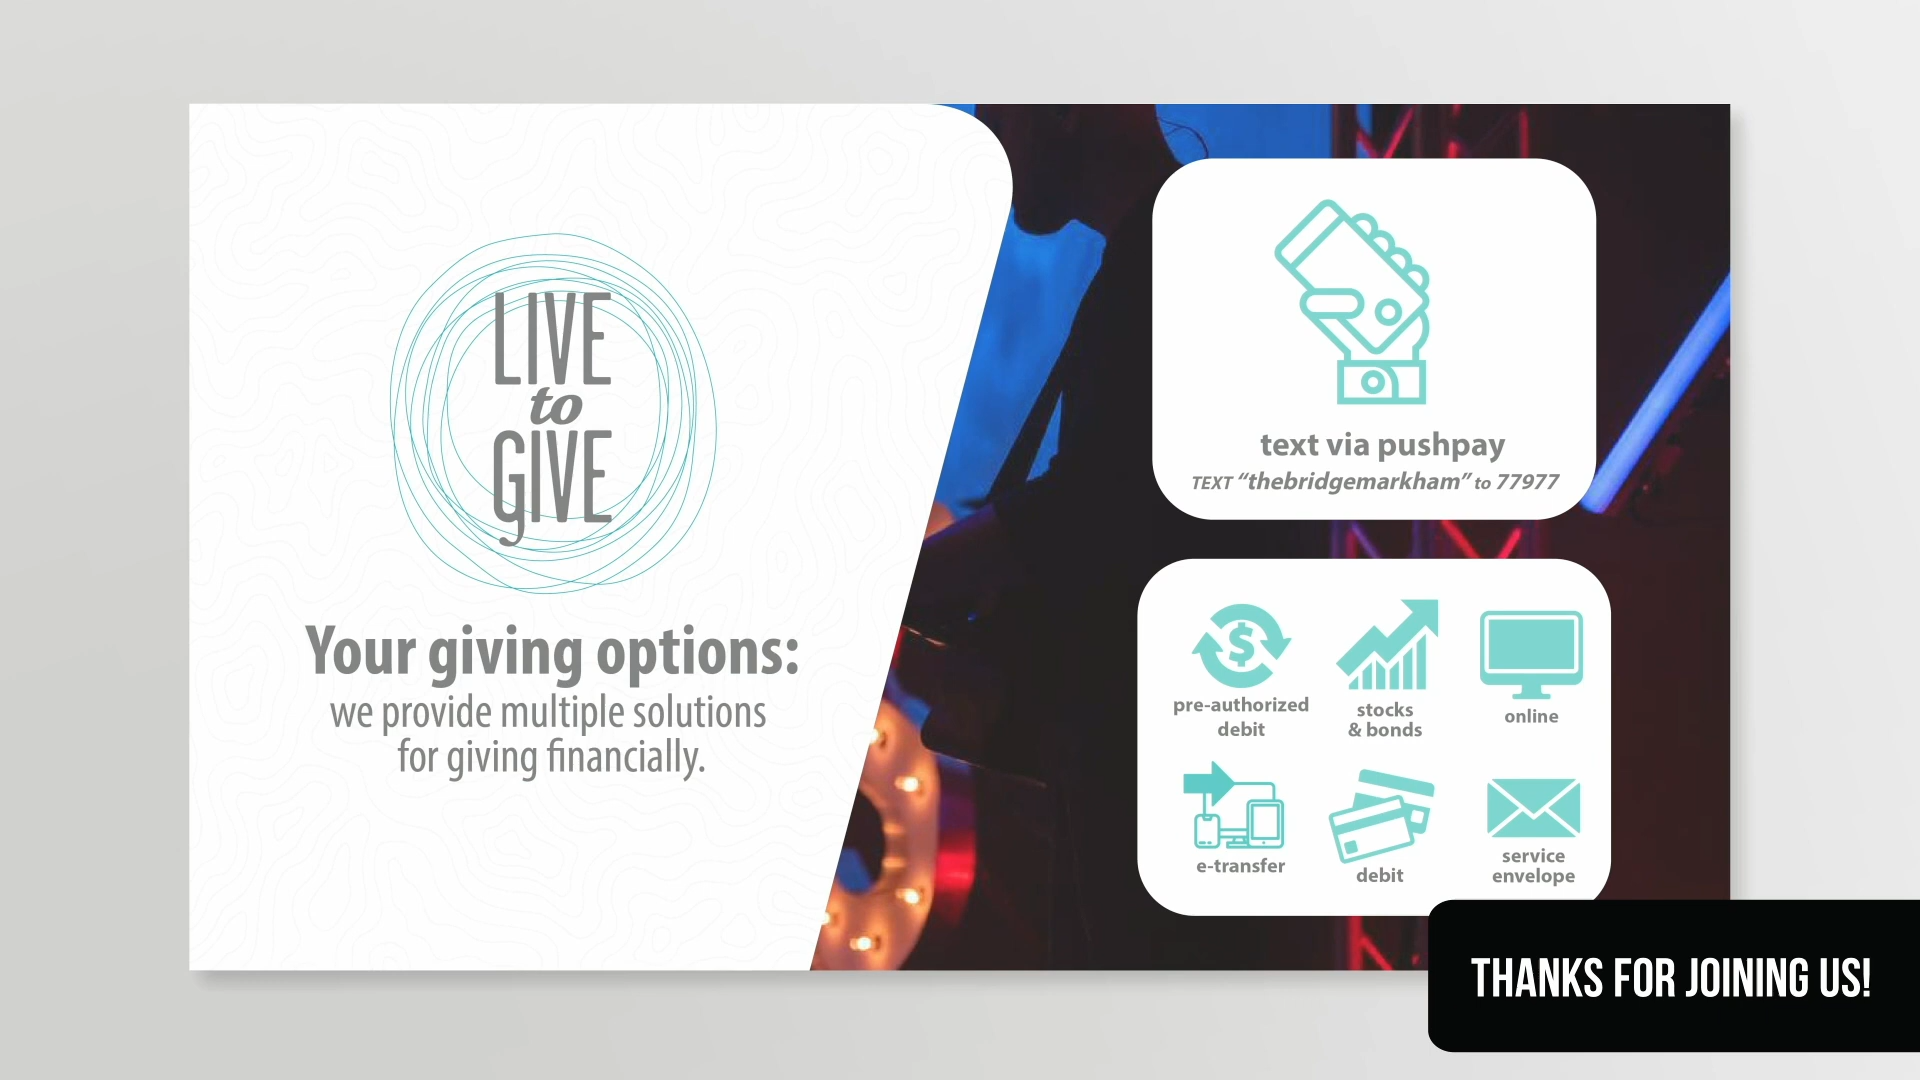 LIVE
to
GIVE
Your giving options:
we provide multiple solutions
for giving financially.
text via pushpay
TEXT “thebridgemarkham” to 77977
pre-authorized
debit
stocks
& bonds
online
e-transfer
debit
service
envelope
THANKS FOR JOINING US!